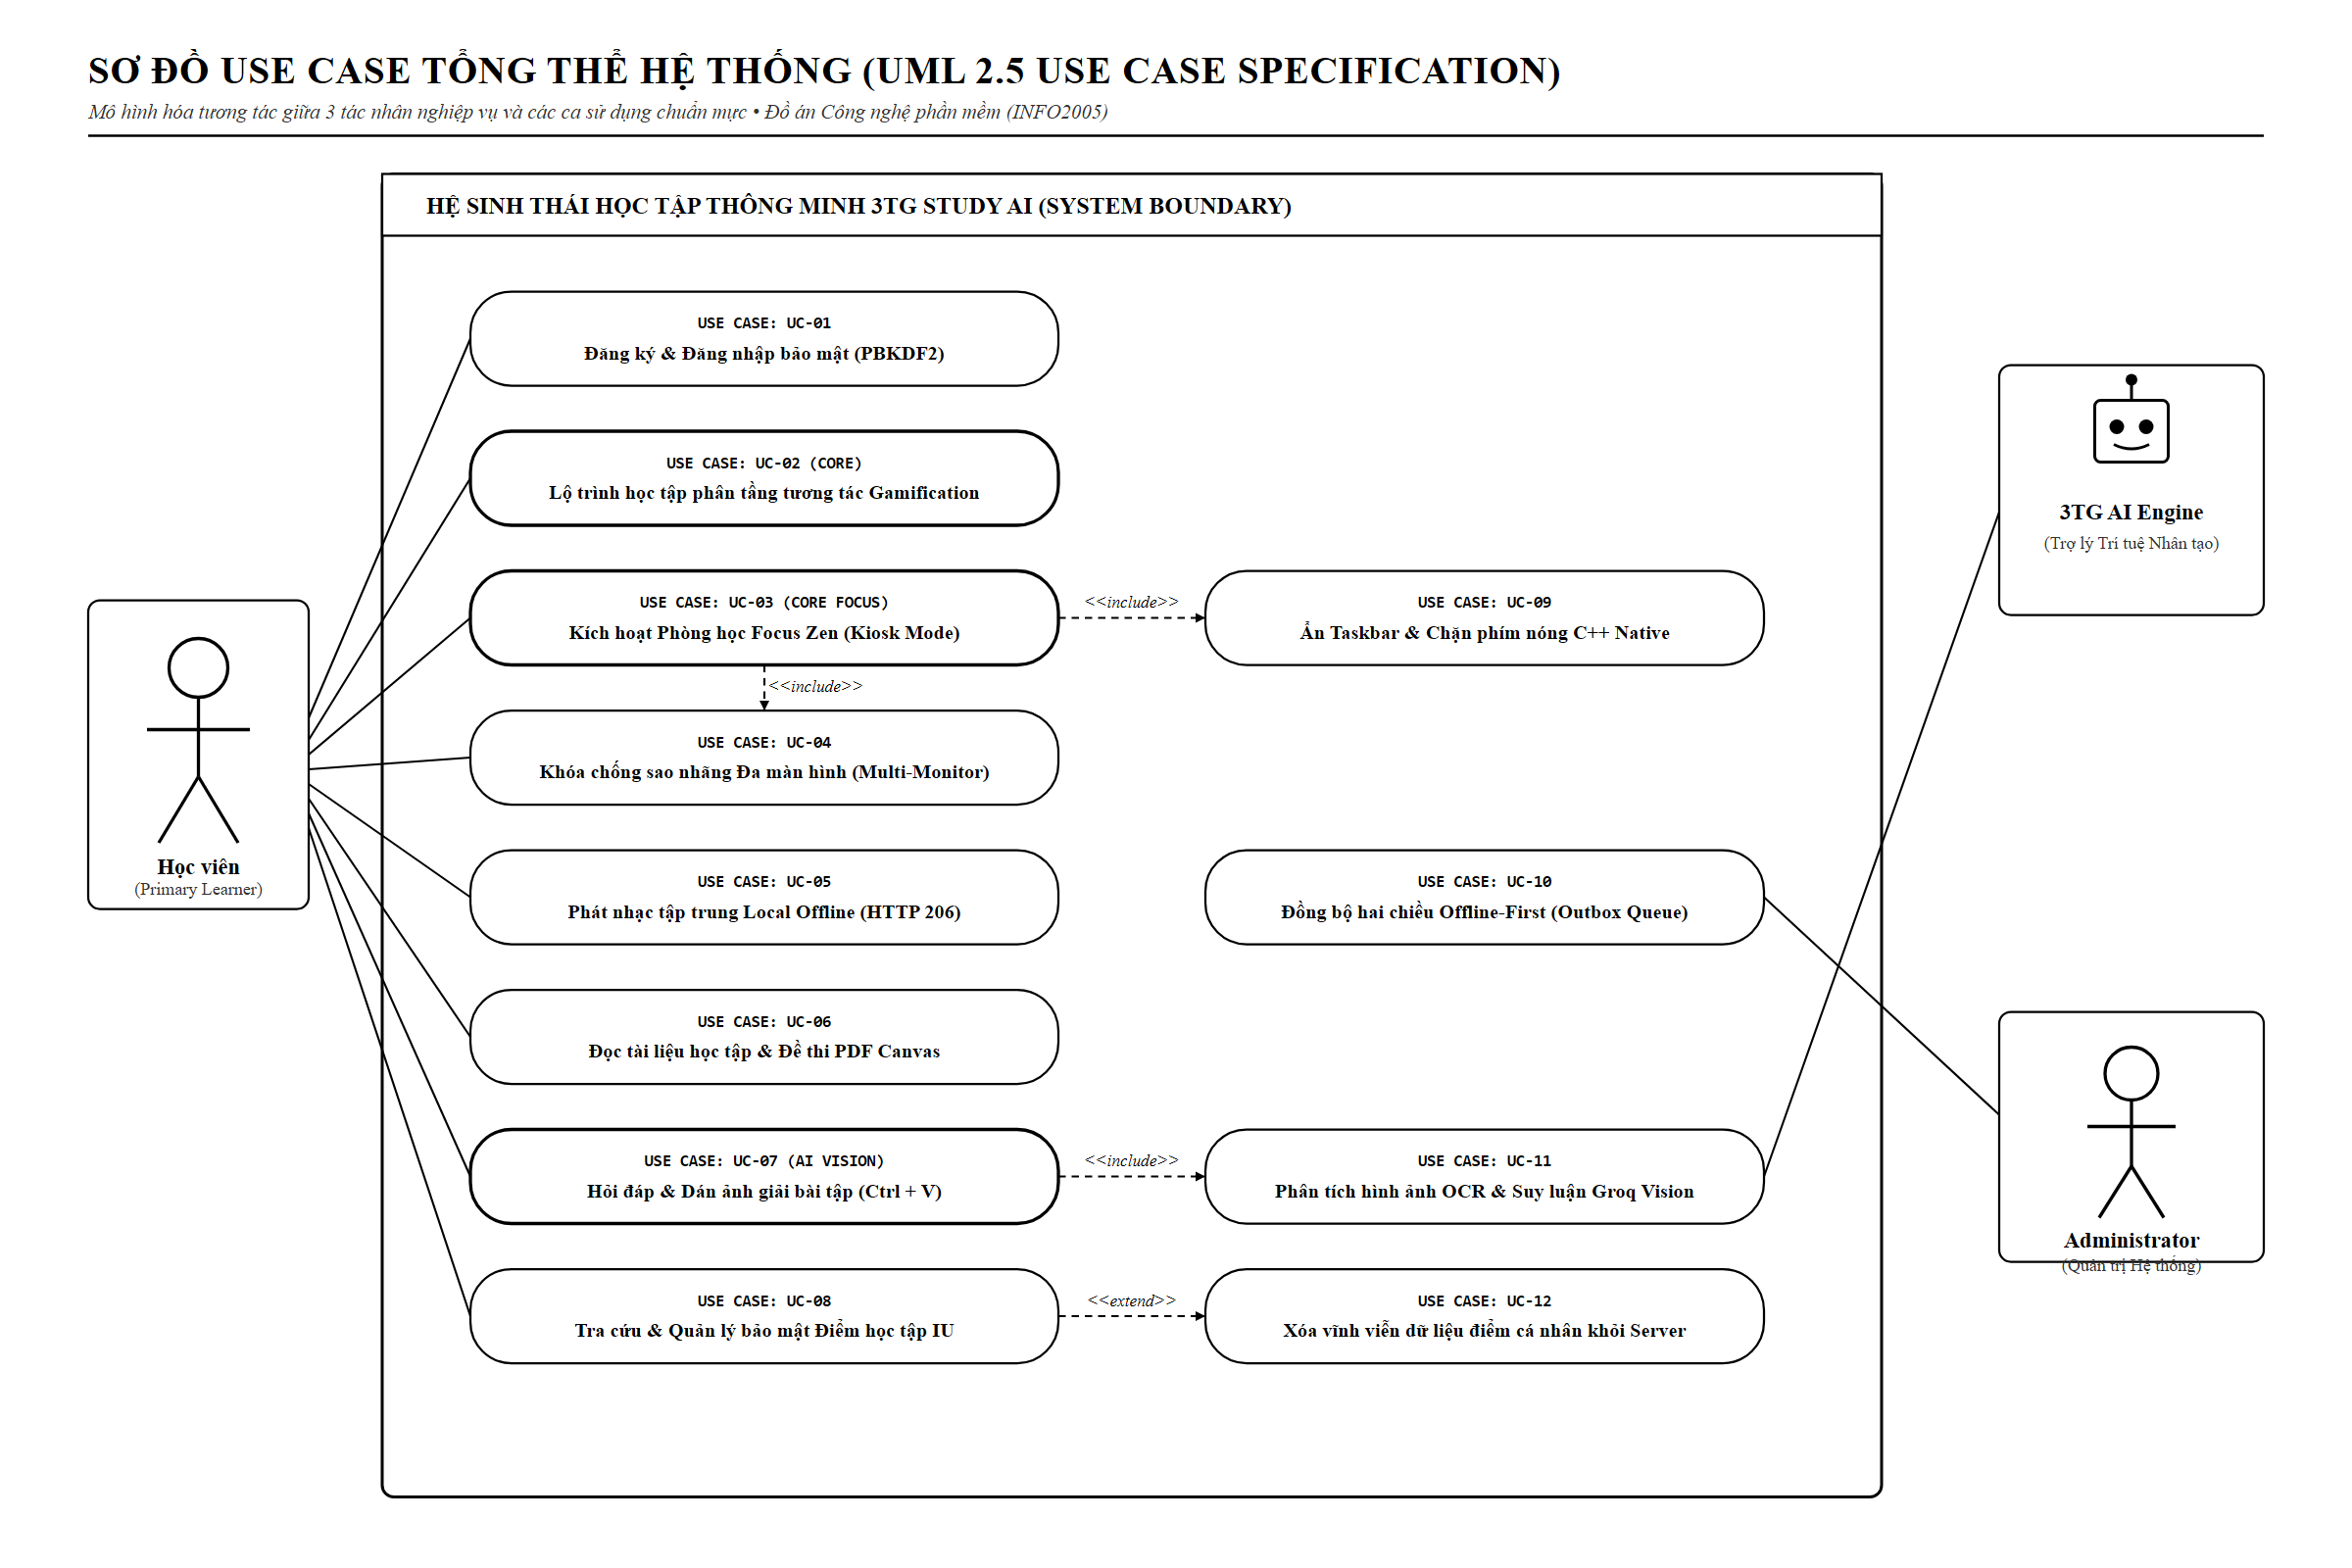 SƠ ĐỒ USE CASE TỔNG THỂ HỆ THỐNG (UML 2.5 USE CASE SPECIFICATION)
Mô hình hóa tương tác giữa 3 tác nhân nghiệp vụ và các ca sử dụng chuẩn mực • Đồ án Công nghệ phần mềm (INFO2005)
HỆ SINH THÁI HỌC TẬP THÔNG MINH 3TG STUDY AI (SYSTEM BOUNDARY)
USE CASE: UC-01
Đăng ký & Đăng nhập bảo mật (PBKDF2)
USE CASE: UC-02 (CORE)
Lộ trình học tập phân tầng tương tác Gamification
USE CASE: UC-03 (CORE FOCUS)
Kích hoạt Phòng học Focus Zen (Kiosk Mode)
<<include>>
USE CASE: UC-09
Ẩn Taskbar & Chặn phím nóng C++ Native
<<include>>
USE CASE: UC-04
Khóa chống sao nhãng Đa màn hình (Multi-Monitor)
USE CASE: UC-05
Phát nhạc tập trung Local Offline (HTTP 206)
USE CASE: UC-10
Đồng bộ hai chiều Offline-First (Outbox Queue)
USE CASE: UC-06
Đọc tài liệu học tập & Đề thi PDF Canvas
USE CASE: UC-07 (AI VISION)
Hỏi đáp & Dán ảnh giải bài tập (Ctrl + V)
<<include>>
USE CASE: UC-11
Phân tích hình ảnh OCR & Suy luận Groq Vision
USE CASE: UC-08
Tra cứu & Quản lý bảo mật Điểm học tập IU
<<extend>>
USE CASE: UC-12
Xóa vĩnh viễn dữ liệu điểm cá nhân khỏi Server
Học viên
(Primary Learner)
3TG AI Engine
(Trợ lý Trí tuệ Nhân tạo)
Administrator
(Quản trị Hệ thống)